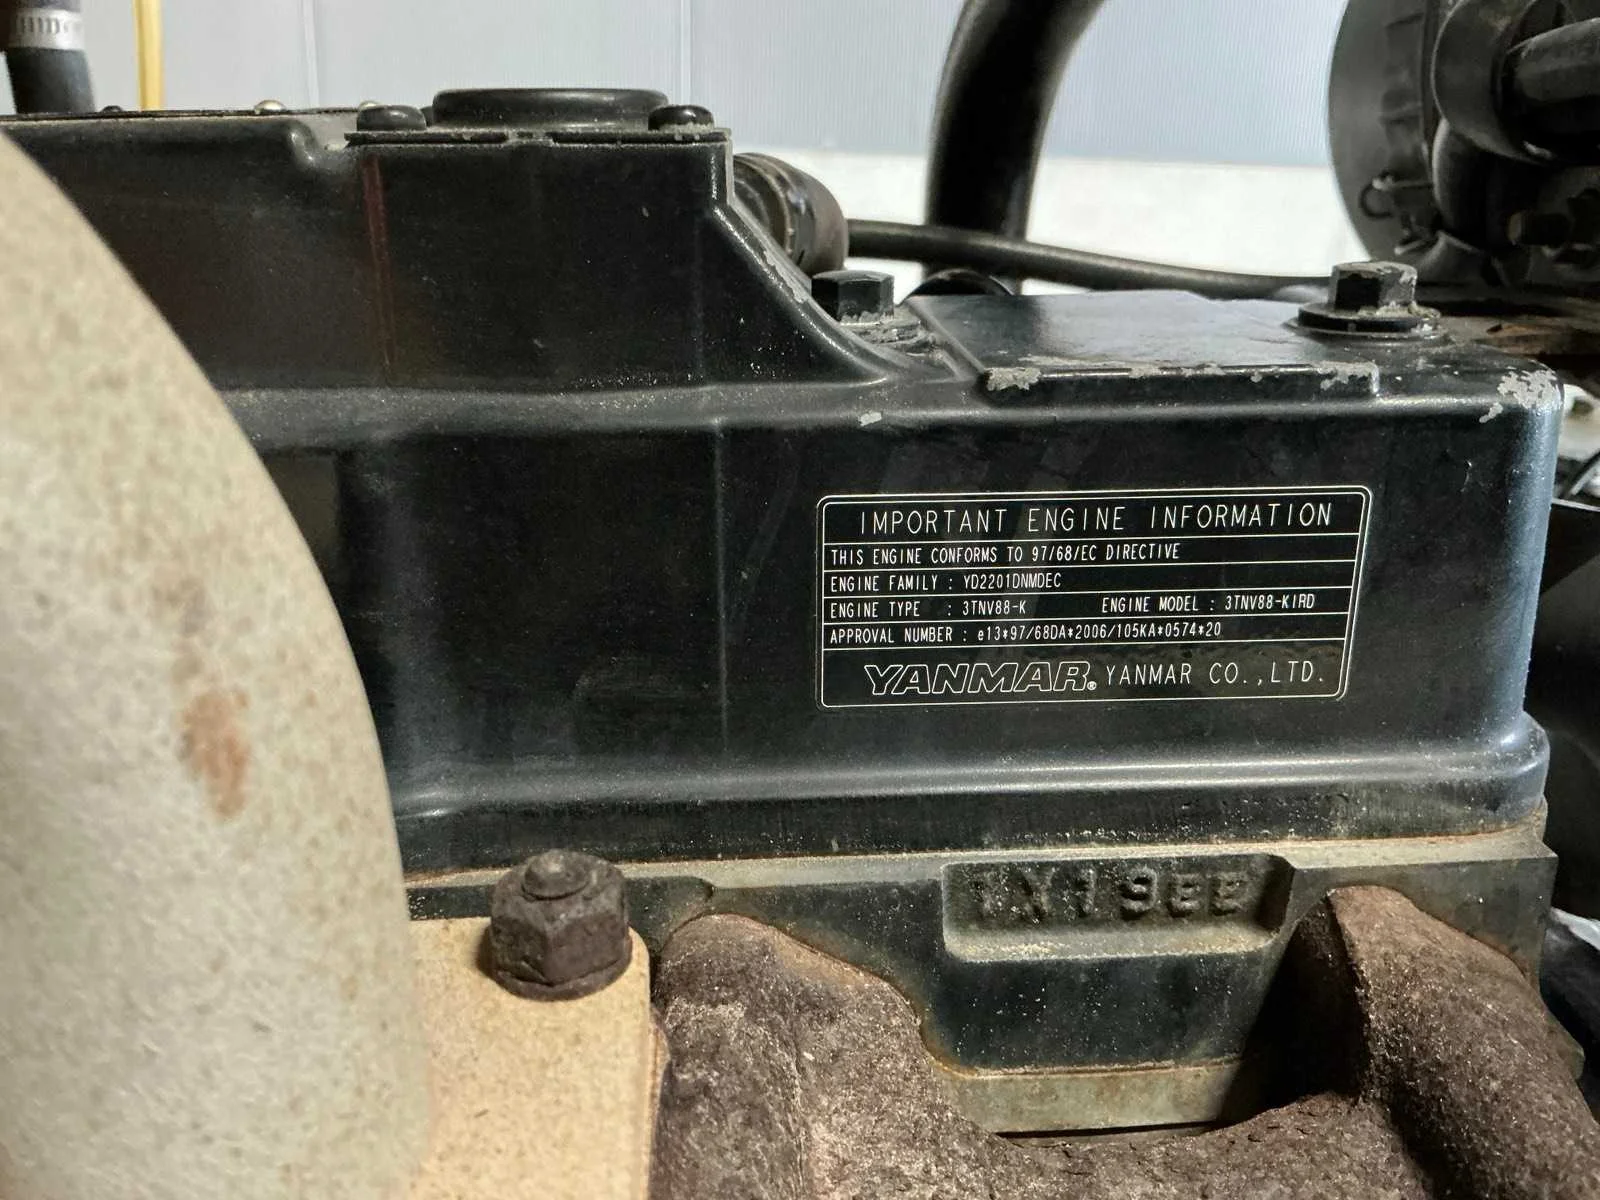 IMPORTANT ENGINE INFORMATION
THIS ENGINE CONFORMS TO 97/68/EC DIRECTIVE
ENGINE FAMILY : YD2201DNMDEC
ENGINE TYPE : 3TNV88-K ENGINE MODEL : 3TNV88-KIRD
APPROVAL NUMBER : e13*97/68DA*2006/105KA*0574*20
YANMAR® YANMAR CO.,LTD.